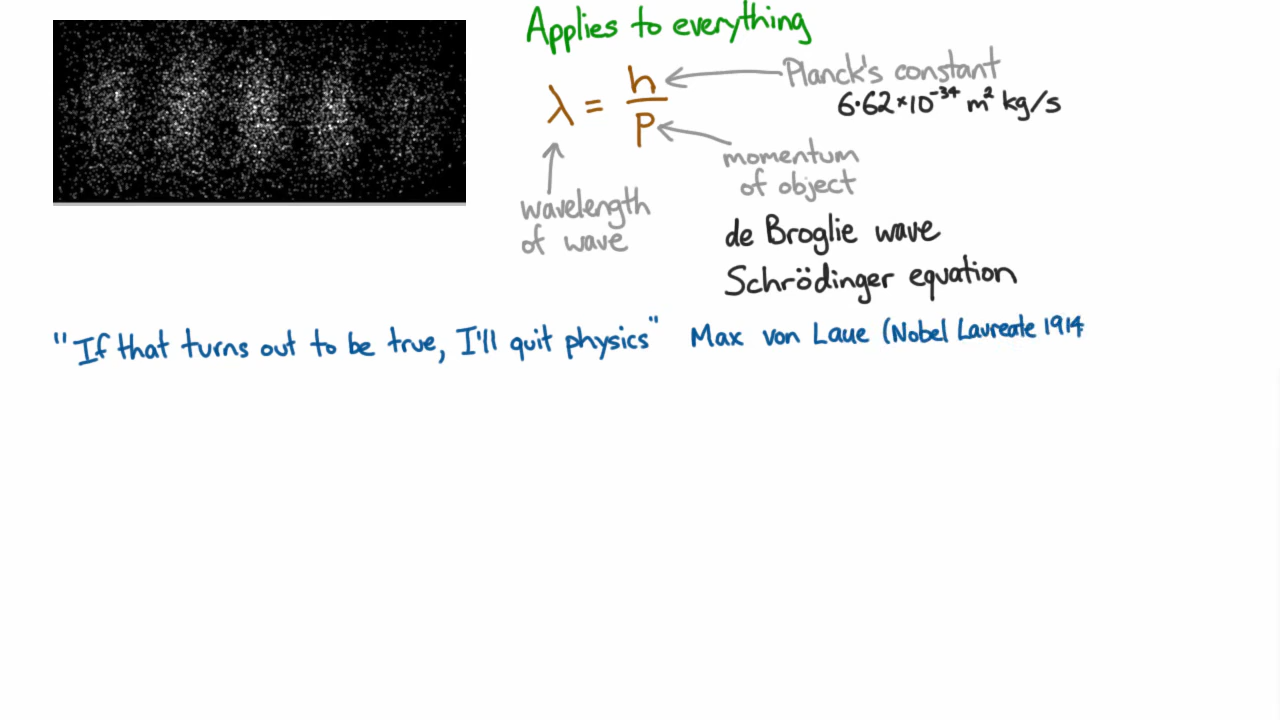 Applies to everything
λ = h/p
Planck's constant
6.62×10⁻³⁴ m² kg/s
momentum
of object
wavelength
of wave
de Broglie wave
Schrödinger equation
"If that turns out to be true, I'll quit physics" Max von Laue (Nobel Laureate 1914